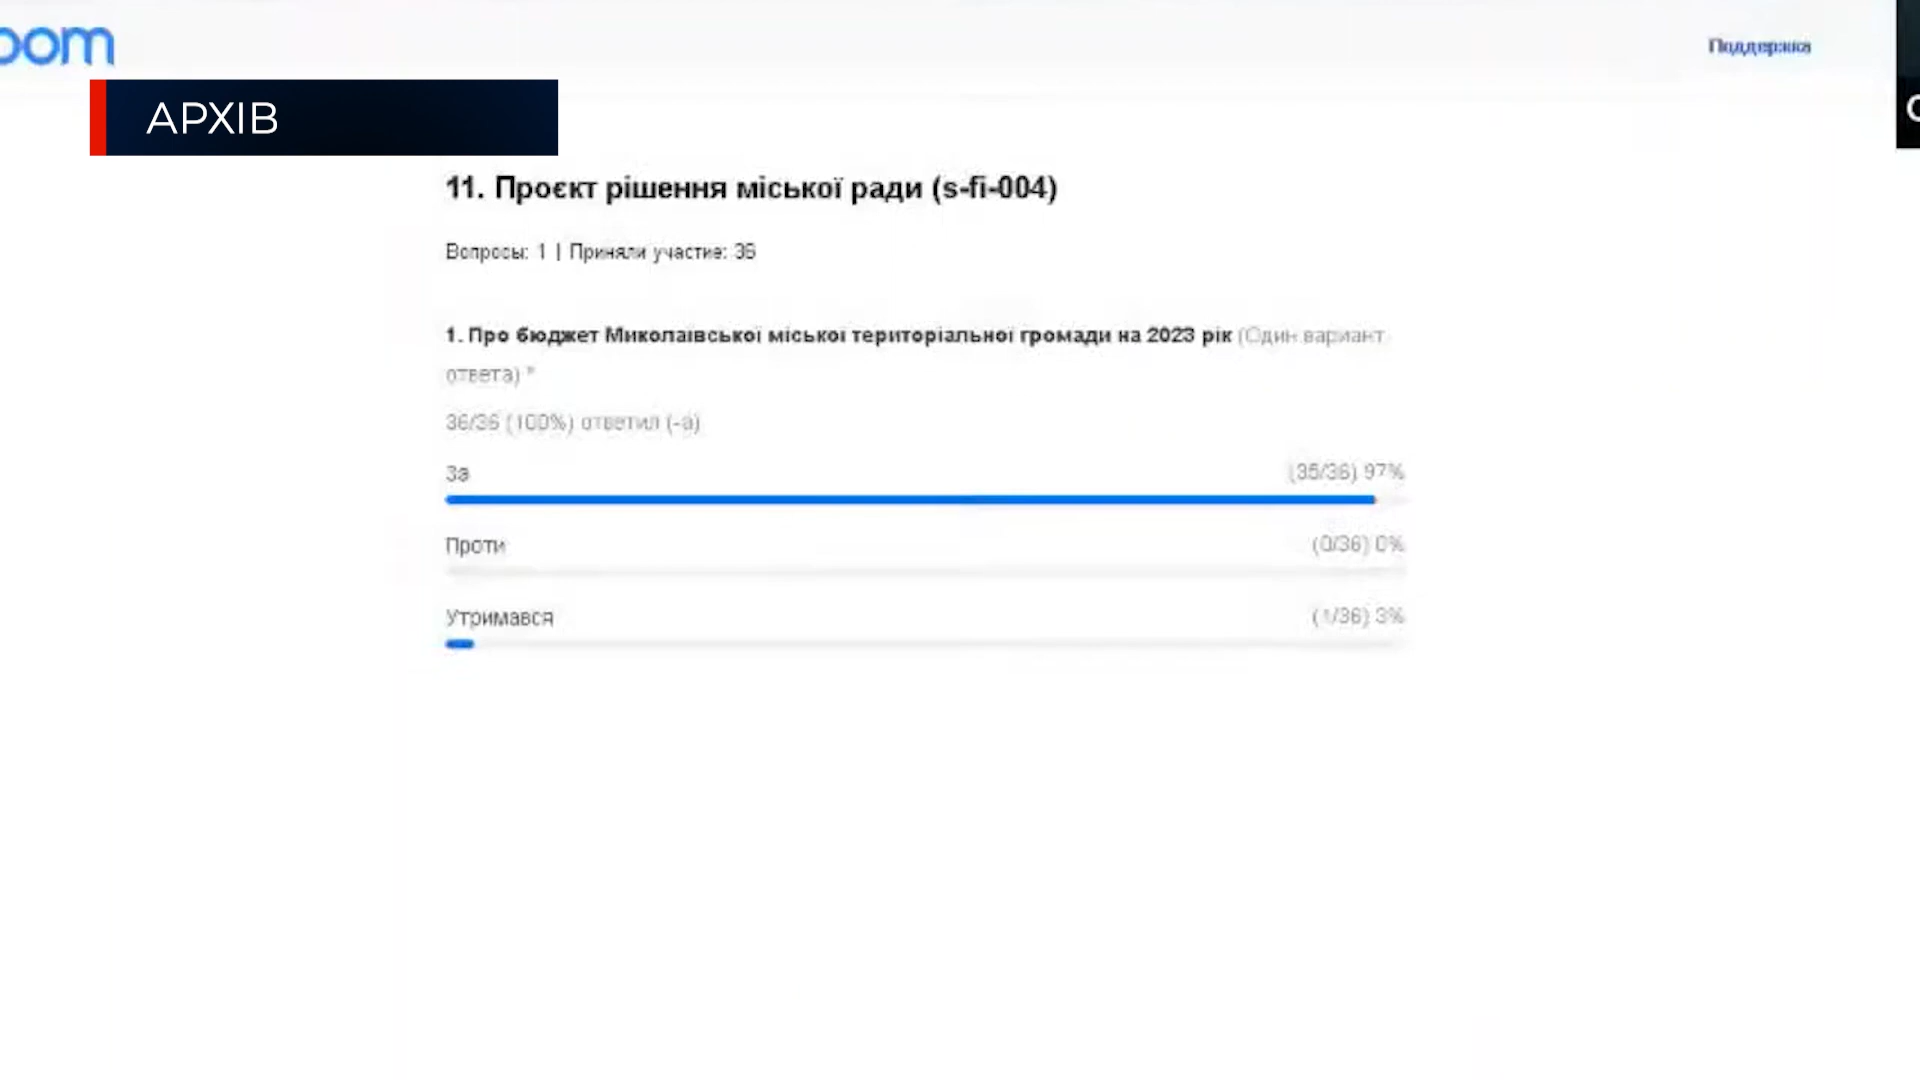 oom
Поддержка
АРХІВ
11. Проєкт рішення міської ради (s-fi-004)
Вопросы: 1 | Приняли участие: 36
1. Про бюджет Миколаївської міської територіальної громади на 2023 рік (Один вариант
ответа) *
36/36 (100%) ответил (-а)
За (35/36) 97%
Проти (0/36) 0%
Утримався (1/36) 3%